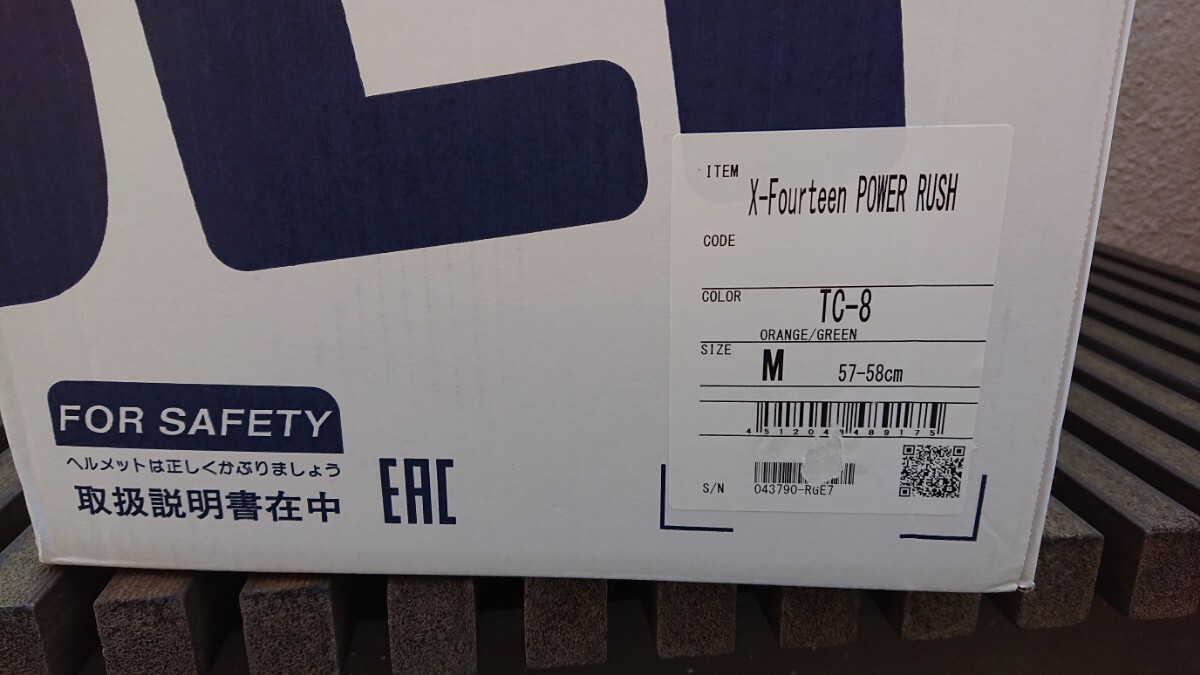 ITEM
X-Fourteen POWER RUSH
CODE
COLOR
TC-8
ORANGE/GREEN
SIZE
M 57-58cm
4512048489175
S/N 043790-RGE7
FOR SAFETY
ヘルメットは正しくかぶりましょう
取扱説明書在中
EAC